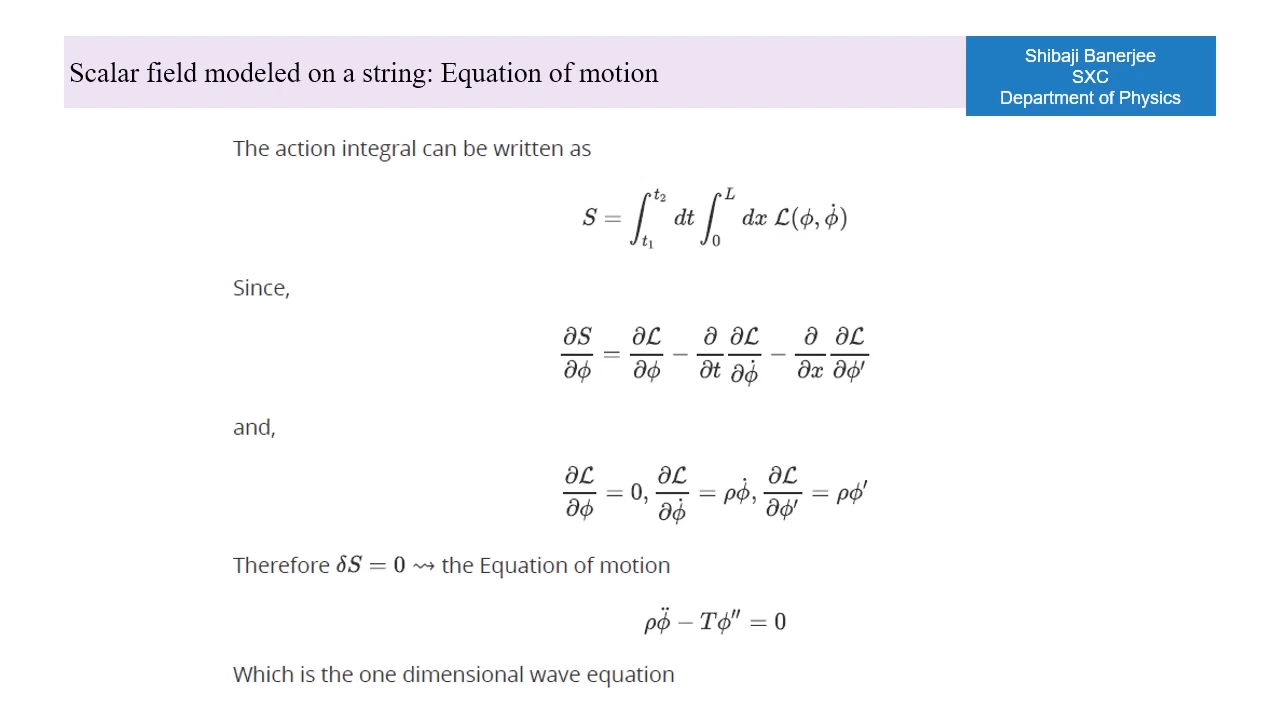 Scalar field modeled on a string: Equation of motion
Shibaji Banerjee
SXC
Department of Physics
The action integral can be written as
S = ∫_{t₁}^{t₂} dt ∫_0^L dx ℒ(ϕ, ϕ̇)
Since,
∂S/∂ϕ = ∂ℒ/∂ϕ − ∂/∂t ∂ℒ/∂ϕ̇ − ∂/∂x ∂ℒ/∂ϕ′
and,
∂ℒ/∂ϕ = 0, ∂ℒ/∂ϕ̇ = ρϕ̇, ∂ℒ/∂ϕ′ = ρϕ′
Therefore δS = 0 ⇝ the Equation of motion
ρϕ̈ − Tϕ″ = 0
Which is the one dimensional wave equation